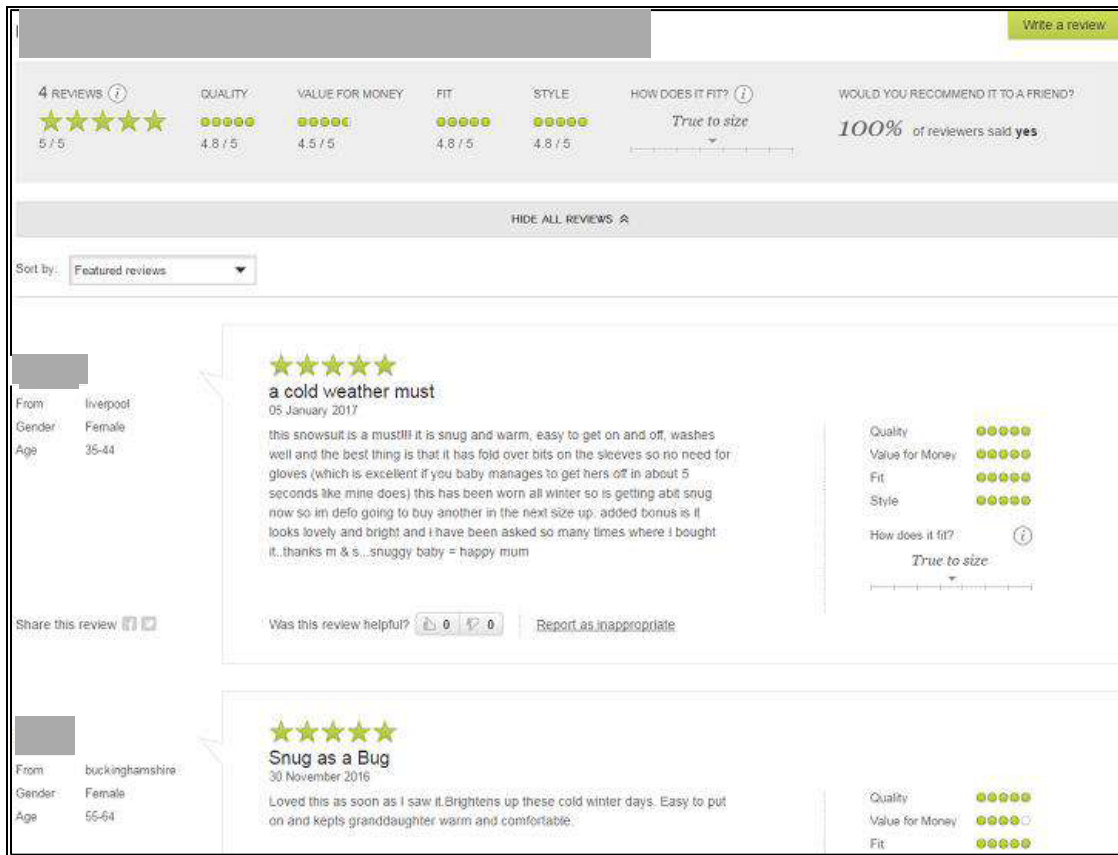 Write a review
4 REVIEWS i
5 / 5
QUALITY
4.8 / 5
VALUE FOR MONEY
4.5 / 5
FIT
4.8 / 5
STYLE
4.8 / 5
HOW DOES IT FIT? i
True to size
WOULD YOU RECOMMEND IT TO A FRIEND?
100% of reviewers said yes
HIDE ALL REVIEWS
Sort by: Featured reviews
From liverpool
Gender Female
Age 35-44
Share this review
a cold weather must
05 January 2017
this snowsuit is a must!!! it is snug and warm, easy to get on and off, washes
well and the best thing is that it has fold over bits on the sleeves so no need for
gloves (which is excellent if you baby manages to get hers off in about 5
seconds like mine does) this has been worn all winter so is getting abit snug
now so im defo going to buy another in the next size up. added bonus is it
looks lovely and bright and i have been asked so many times where i bought
it..thanks m & s...snuggy baby = happy mum
Was this review helpful? 0 0 Report as inappropriate
Quality
Value for Money
Fit
Style
How does it fit? i
True to size
From buckinghamshire
Gender Female
Age 55-64
Snug as a Bug
30 November 2016
Loved this as soon as I saw it.Brightens up these cold winter days. Easy to put
on and kepts granddaughter warm and comfortable.
Quality
Value for Money
Fit